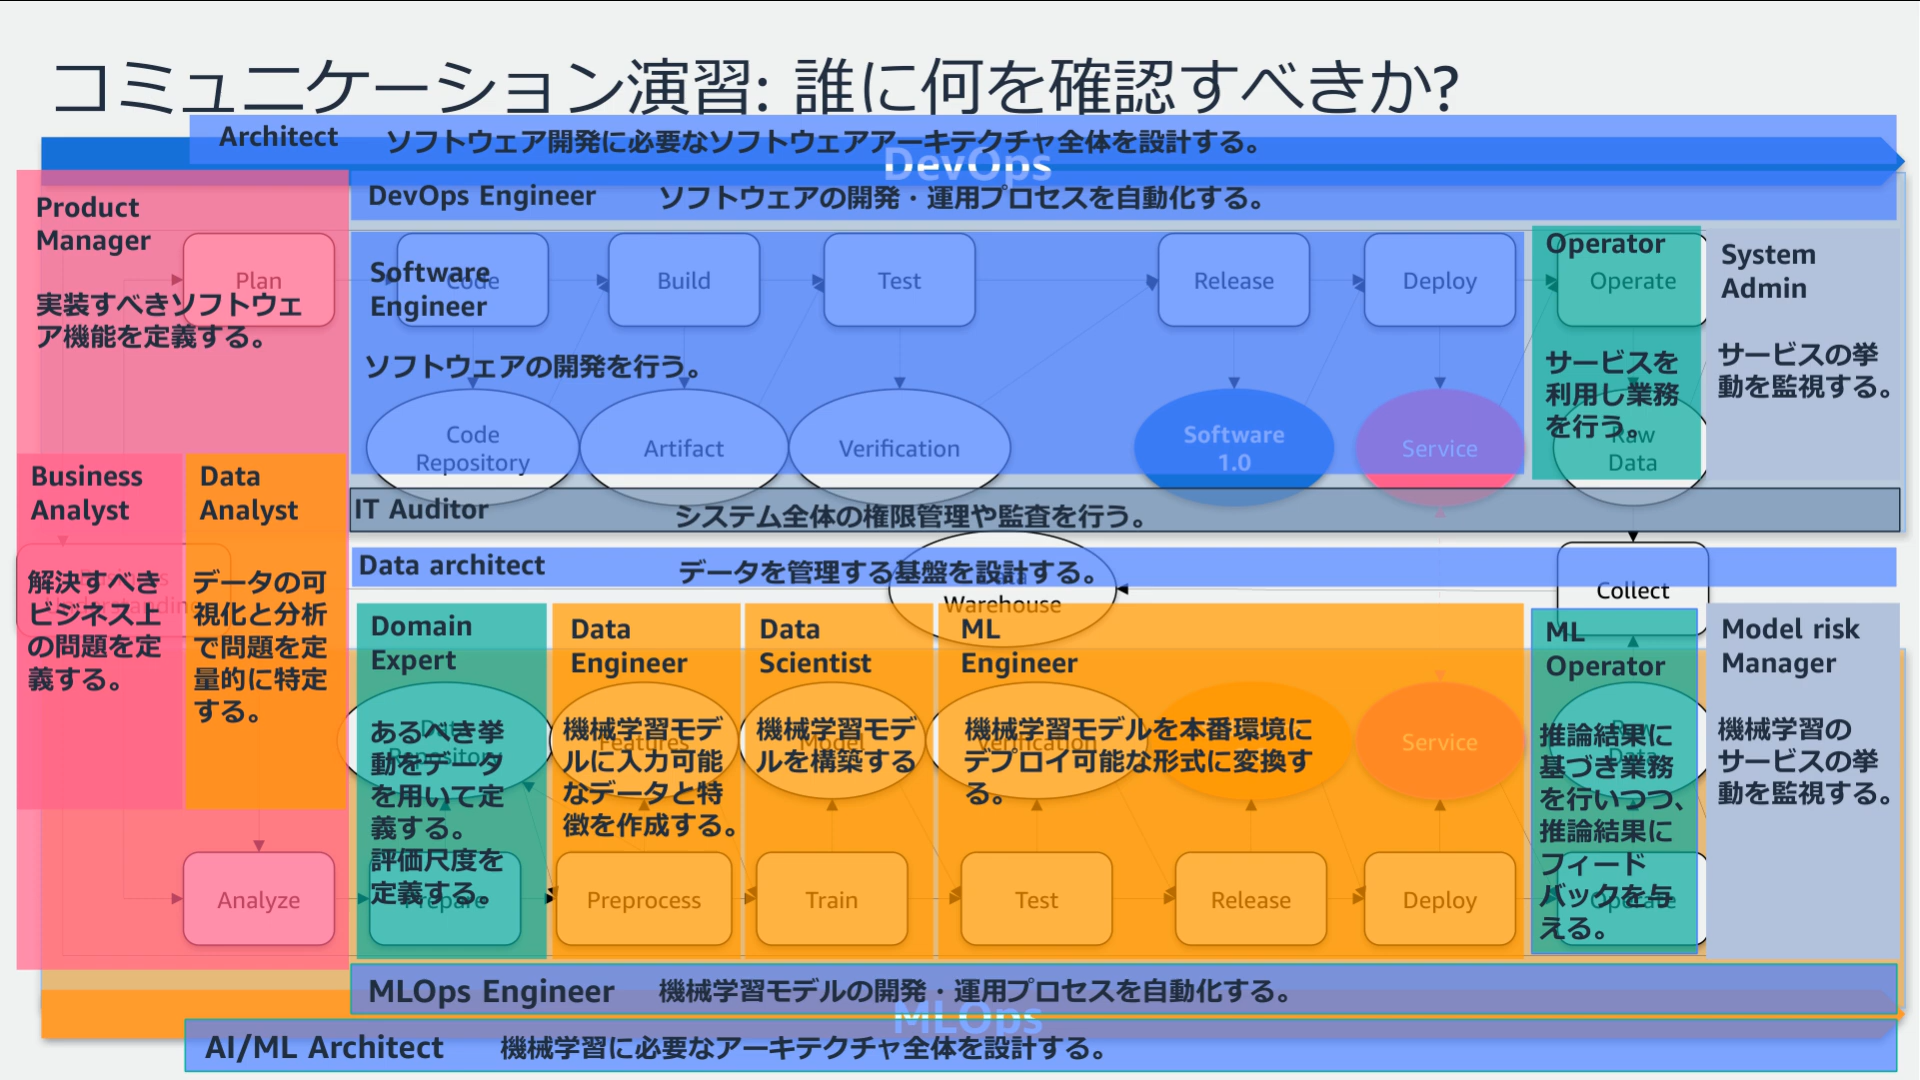 コミュニケーション演習: 誰に何を確認すべきか?
Architect
ソフトウェア開発に必要なソフトウェアアーキテクチャ全体を設計する。
DevOps
DevOps Engineer
ソフトウェアの開発・運用プロセスを自動化する。
Product
Manager
Plan
実装すべきソフトウェ
ア機能を定義する。
Software
Engineer
Code
Build
Test
Release
Deploy
ソフトウェアの開発を行う。
Code
Repository
Artifact
Verification
Software
1.0
Service
Operator
Operate
サービスを
利用し業務
を行う。
Raw
Data
System
Admin
サービスの挙
動を監視する。
IT Auditor
システム全体の権限管理や監査を行う。
Business
Analyst
解決すべき
ビジネス上
の問題を定
義する。
Data
Analyst
データの可
視化と分析
で問題を定
量的に特定
する。
Data architect
データを管理する基盤を設計する。
Warehouse
Collect
Domain
Expert
あるべき挙
動をデータ
を用いて定
義する。
評価尺度を
定義する。
Data
Repository
Prepare
Data
Engineer
機械学習モデ
ルに入力可能
なデータと特
徴を作成する。
Features
Preprocess
Data
Scientist
機械学習モデ
ルを構築する
Model
Train
ML
Engineer
機械学習モデルを本番環境に
デプロイ可能な形式に変換す
る。
Verification
Test
Release
Service
Deploy
ML
Operator
推論結果に
基づき業務
を行いつつ、
推論結果に
フィード
バックを与
える。
Raw
Data
Operate
Model risk
Manager
機械学習の
サービスの挙
動を監視する。
Analyze
MLOps Engineer
機械学習モデルの開発・運用プロセスを自動化する。
MLOps
AI/ML Architect
機械学習に必要なアーキテクチャ全体を設計する。